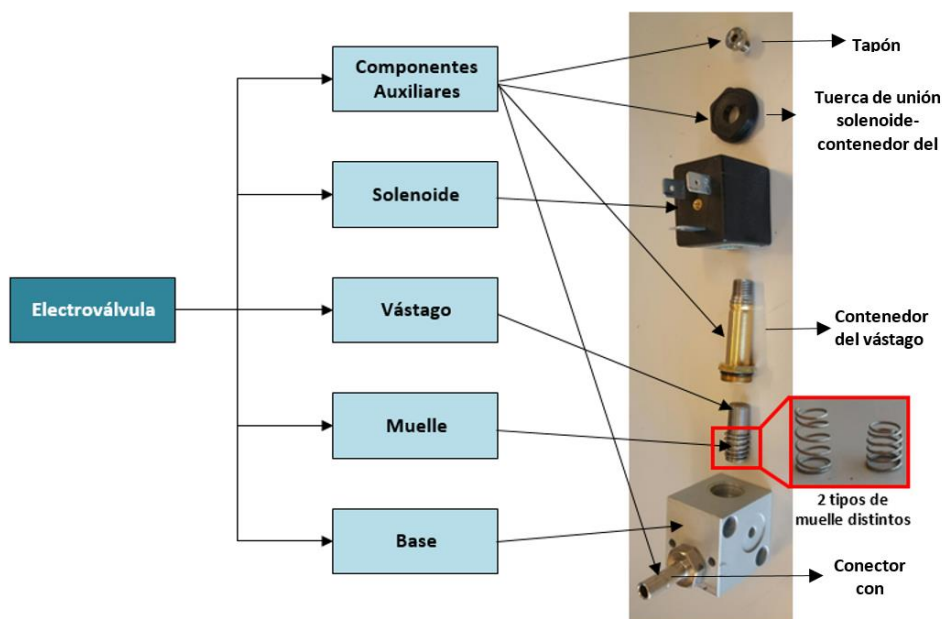 Componentes
Auxiliares
Solenoide
Electroválvula
Vástago
Muelle
Base
Tapón
Tuerca de unión
solenoide-
contenedor del
Contenedor
del vástago
2 tipos de
muelle distintos
Conector
con